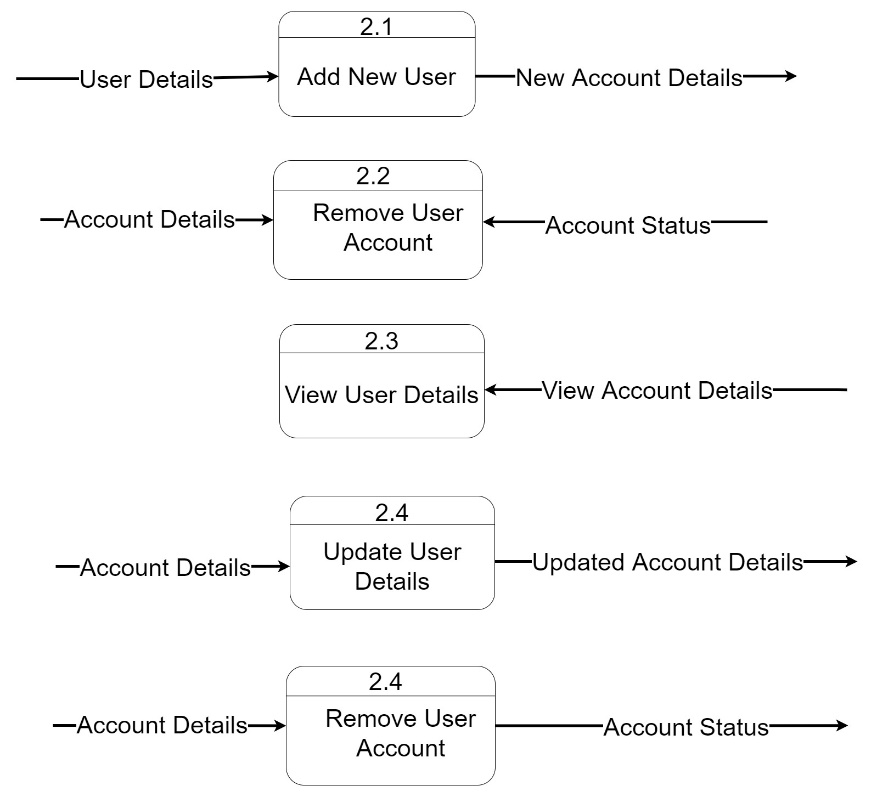 2.1
User Details
Add New User
New Account Details
2.2
Account Details
Remove User
Account
Account Status
2.3
View User Details
View Account Details
2.4
Account Details
Update User
Details
Updated Account Details
2.4
Account Details
Remove User
Account
Account Status